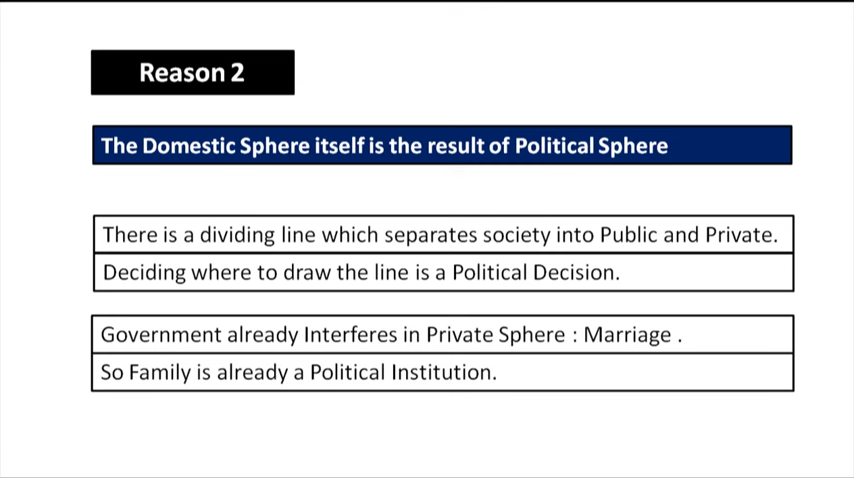 Reason 2
The Domestic Sphere itself is the result of Political Sphere
There is a dividing line which separates society into Public and Private.
Deciding where to draw the line is a Political Decision.
Government already Interferes in Private Sphere : Marriage .
So Family is already a Political Institution.